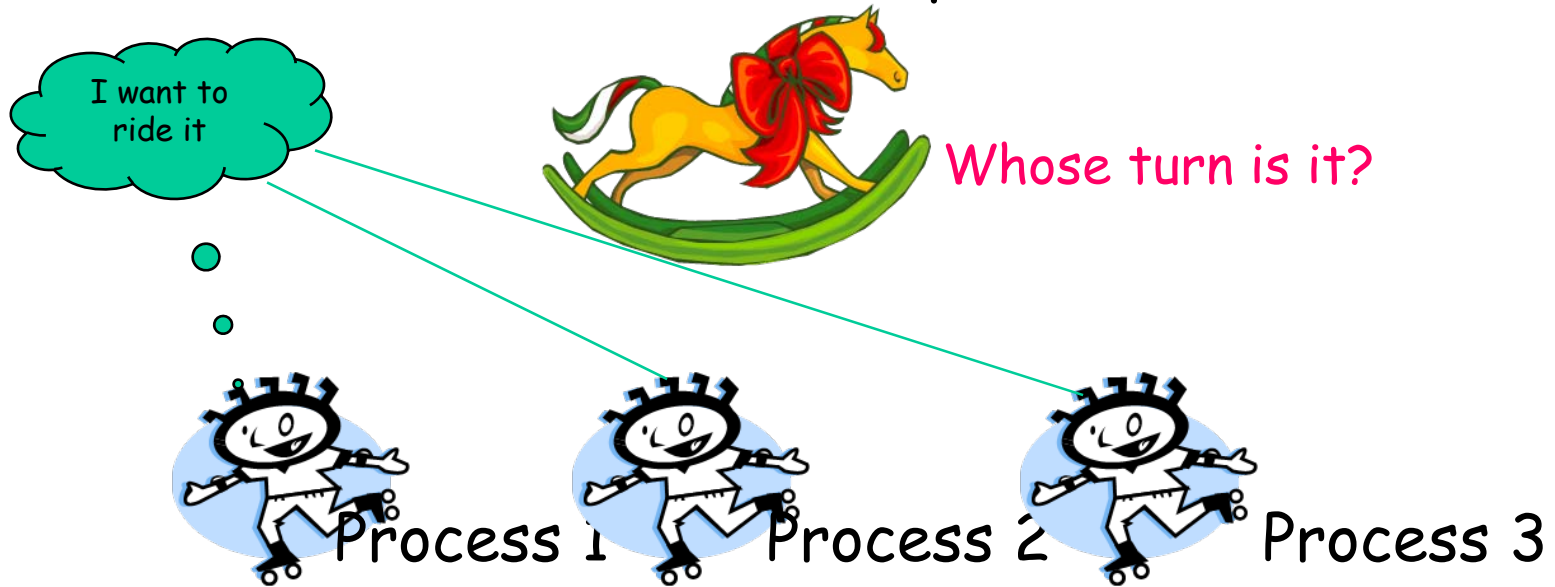 I want to
ride it
Whose turn is it?
Process 1
Process 2
Process 3